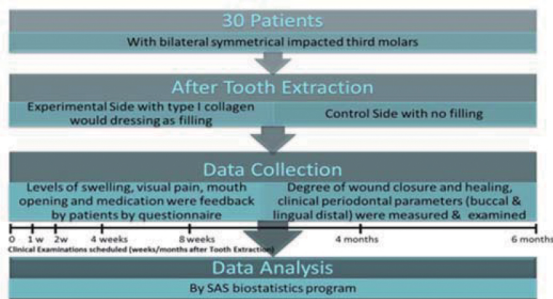 30 Patients
With bilateral symmetrical impacted third molars
After Tooth Extraction
Experimental Side with type I collagen
would dressing as filling
Control Side with no filling
Data Collection
Levels of swelling, visual pain, mouth
opening and medication were feedback
by patients by questionnaire
Degree of wound closure and healing,
clinical periodontal parameters (buccal &
lingual distal) were measured & examined
0 1 w 2w 4 weeks 8 weeks 4 months 6 months
Clinical Examinations scheduled (weeks/months after Tooth Extraction)
Data Analysis
By SAS biostatistics program